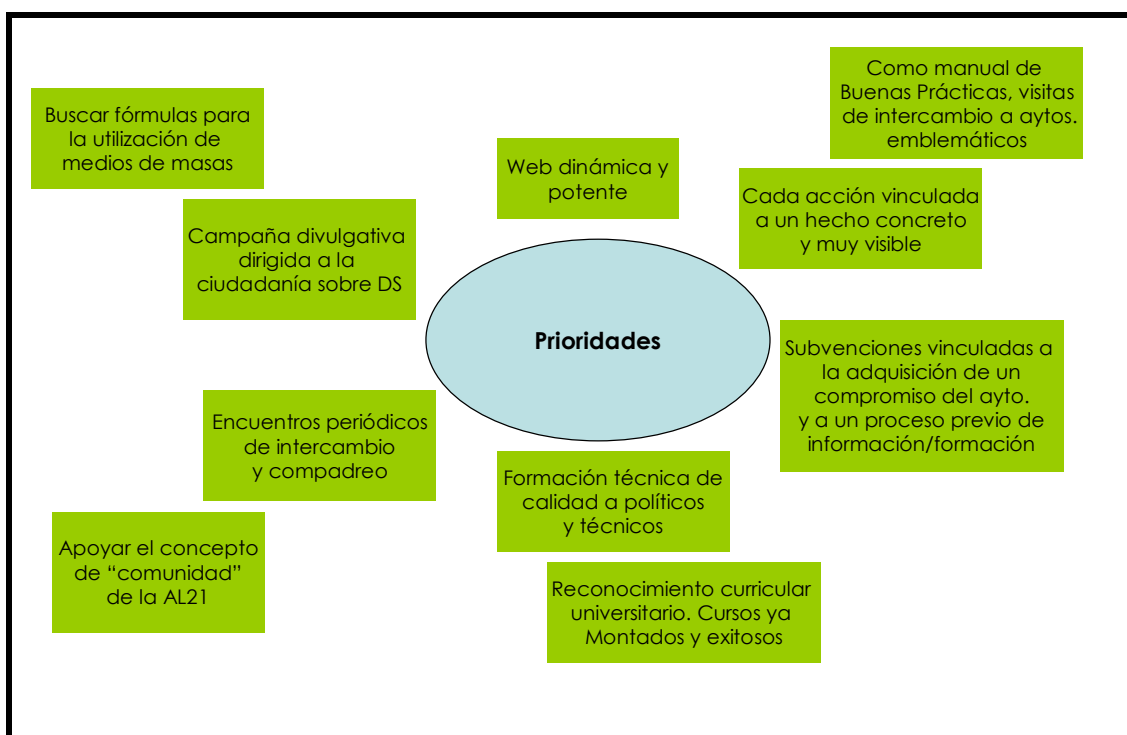 Como manual de
Buenas Prácticas, visitas
de intercambio a aytos.
emblemáticos
Buscar fórmulas para
la utilización de
medios de masas
Web dinámica y
potente
Cada acción vinculada
a un hecho concreto
y muy visible
Campaña divulgativa
dirigida a la
ciudadanía sobre DS
Prioridades
Subvenciones vinculadas a
la adquisición de un
compromiso del ayto.
y a un proceso previo de
información/formación
Encuentros periódicos
de intercambio
y compadreo
Formación técnica de
calidad a políticos
y técnicos
Apoyar el concepto
de “comunidad”
de la AL21
Reconocimiento curricular
universitario. Cursos ya
Montados y exitosos